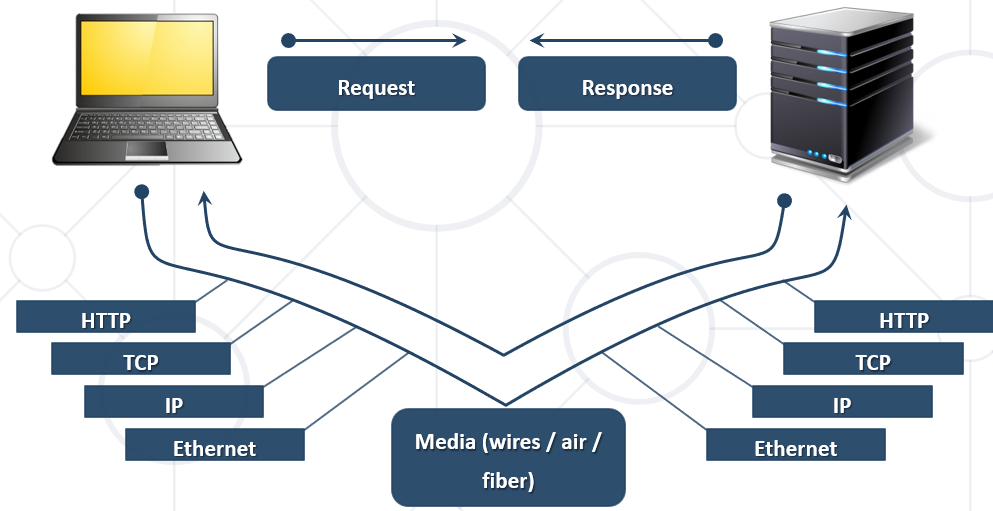 Request
Response
HTTP
HTTP
TCP
TCP
IP
IP
Ethernet
Ethernet
Media (wires / air /
fiber)